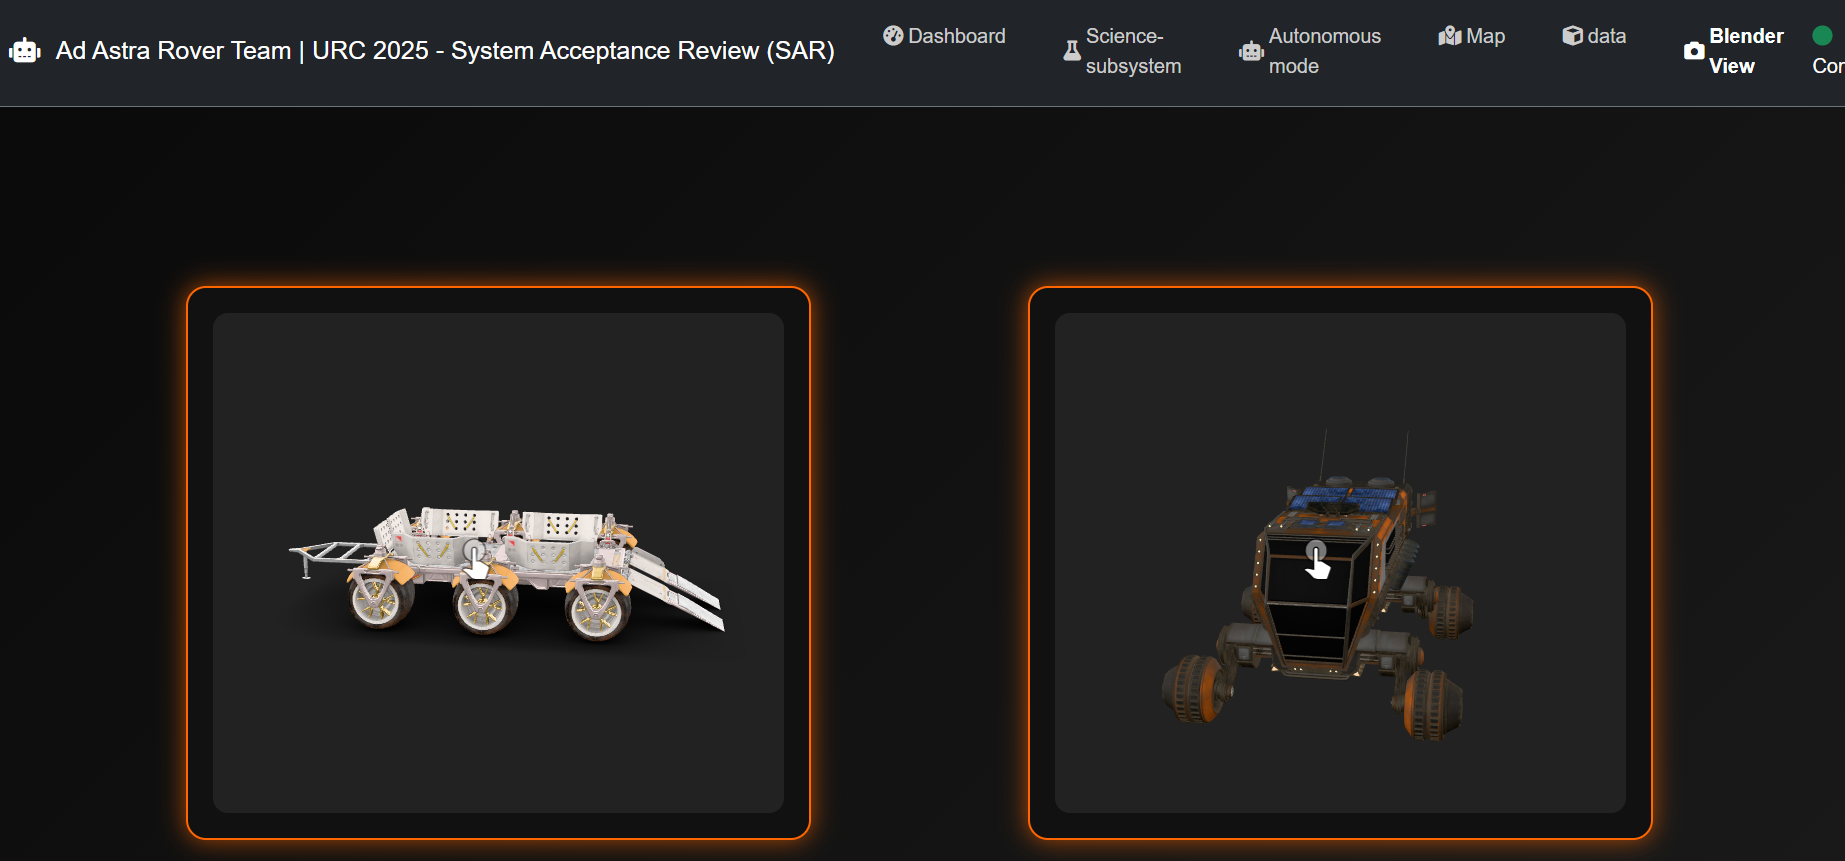 Ad Astra Rover Team | URC 2025 - System Acceptance Review (SAR)
Dashboard
Science-
subsystem
Autonomous
mode
Map
data
Blender
View
Cor